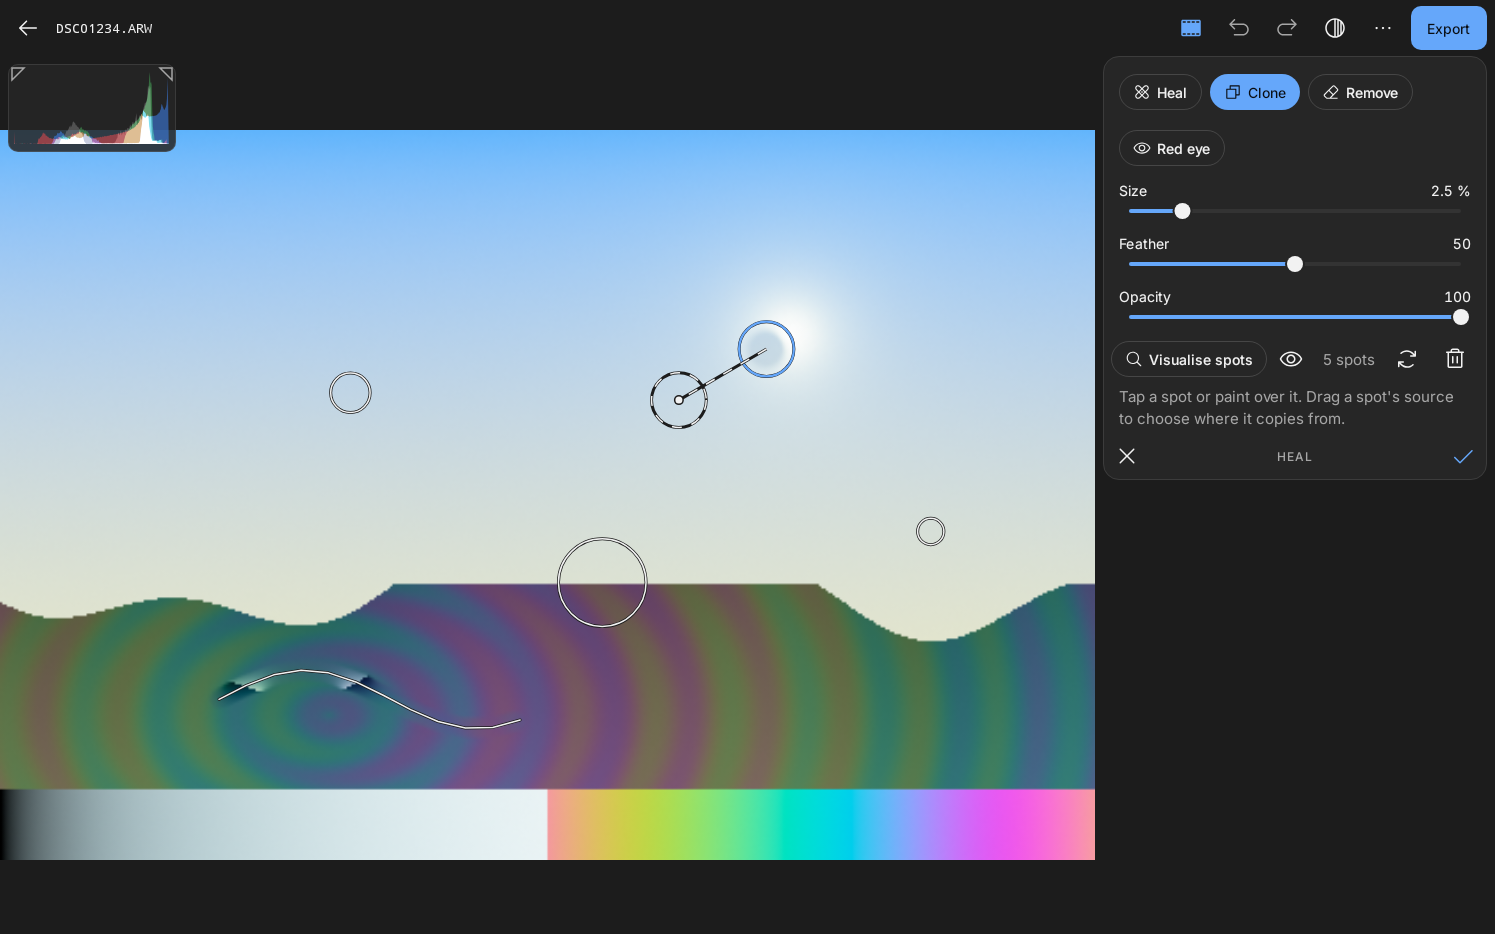 DSC01234.ARW
Export
Heal
Clone
Remove
Red eye
Size 2.5 %
Feather 50
Opacity 100
Visualise spots 5 spots
Tap a spot or paint over it. Drag a spot's source
to choose where it copies from.
HEAL